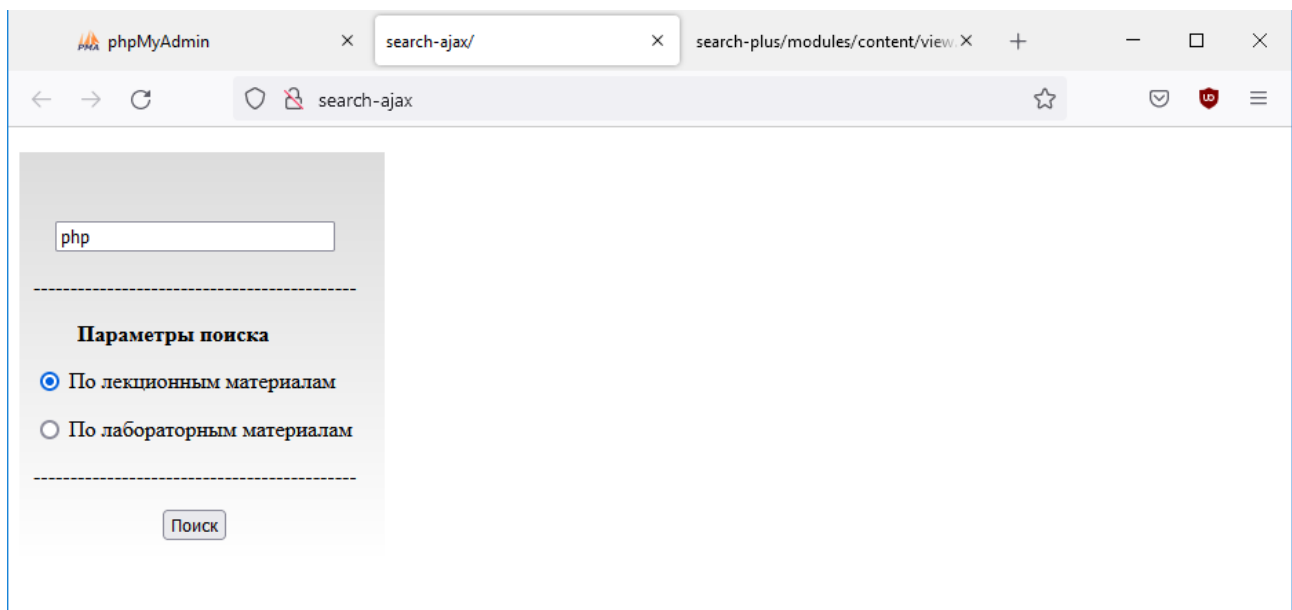 phpMyAdmin search-ajax/ search-plus/modules/content/view.
search-ajax
php
--------------------------------------------
Параметры поиска
По лекционным материалам
По лабораторным материалам
--------------------------------------------
Поиск